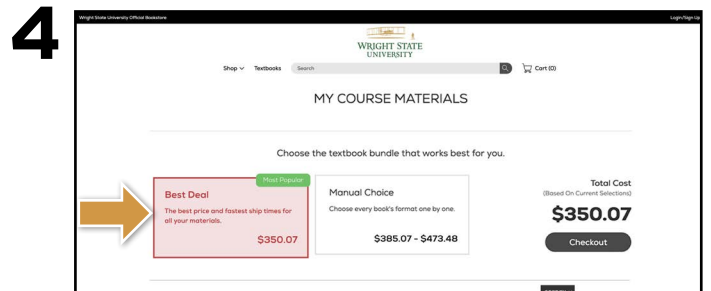 4
Wright State University Official Bookstore
Login/Sign Up
WRIGHT STATE
UNIVERSITY
Shop Textbooks Search Cart (0)
MY COURSE MATERIALS
Choose the textbook bundle that works best for you.
Most Popular
Best Deal
The best price and fastest ship times for
all your materials.
$350.07
Manual Choice
Choose every book's format one by one.
$385.07 - $473.48
Total Cost
(Based On Current Selections)
$350.07
Checkout